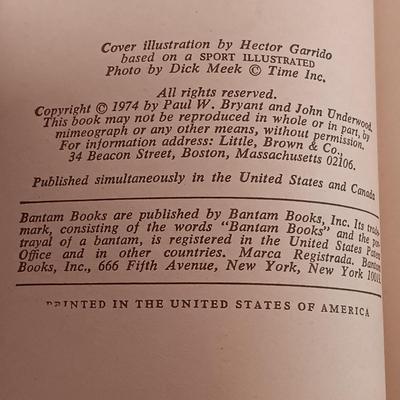 Cover illustration by Hector Garrido
based on a SPORT ILLUSTRATED
Photo by Dick Meek © Time Inc.
All rights reserved.
Copyright © 1974 by Paul W. Bryant and John Underwood.
This book may not be reproduced in whole or in part, by
mimeograph or any other means, without permission.
For information address: Little, Brown & Co.,
34 Beacon Street, Boston, Massachusetts 02106.
Published simultaneously in the United States and Canada
Bantam Books are published by Bantam Books, Inc. Its trade-
mark, consisting of the words "Bantam Books" and the por-
trayal of a bantam, is registered in the United States Patent
Office and in other countries. Marca Registrada. Bantam
Books, Inc., 666 Fifth Avenue, New York, New York 10019.
PRINTED IN THE UNITED STATES OF AMERICA